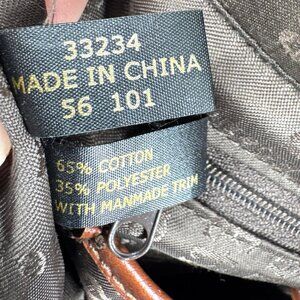 33234
MADE IN CHINA
56 101
65% COTTON
35% POLYESTER
WITH MANMADE TRIM